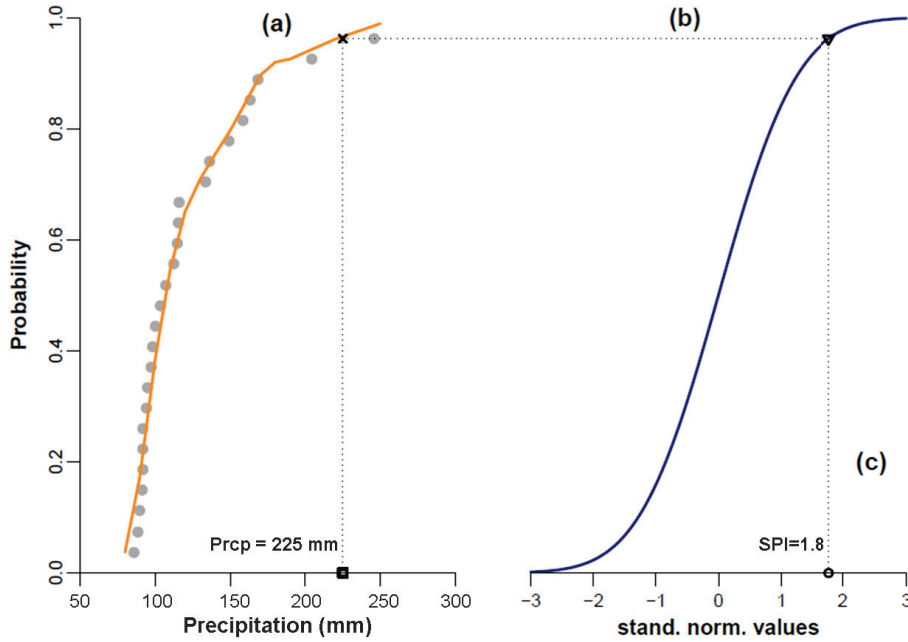 (a)
(b)
(c)
Probability
1.0
0.8
0.6
0.4
0.2
0.0
Prcp = 225 mm
50 100 150 200 250 300
Precipitation (mm)
SPI=1.8
−3 −2 −1 0 1 2 3
stand. norm. values